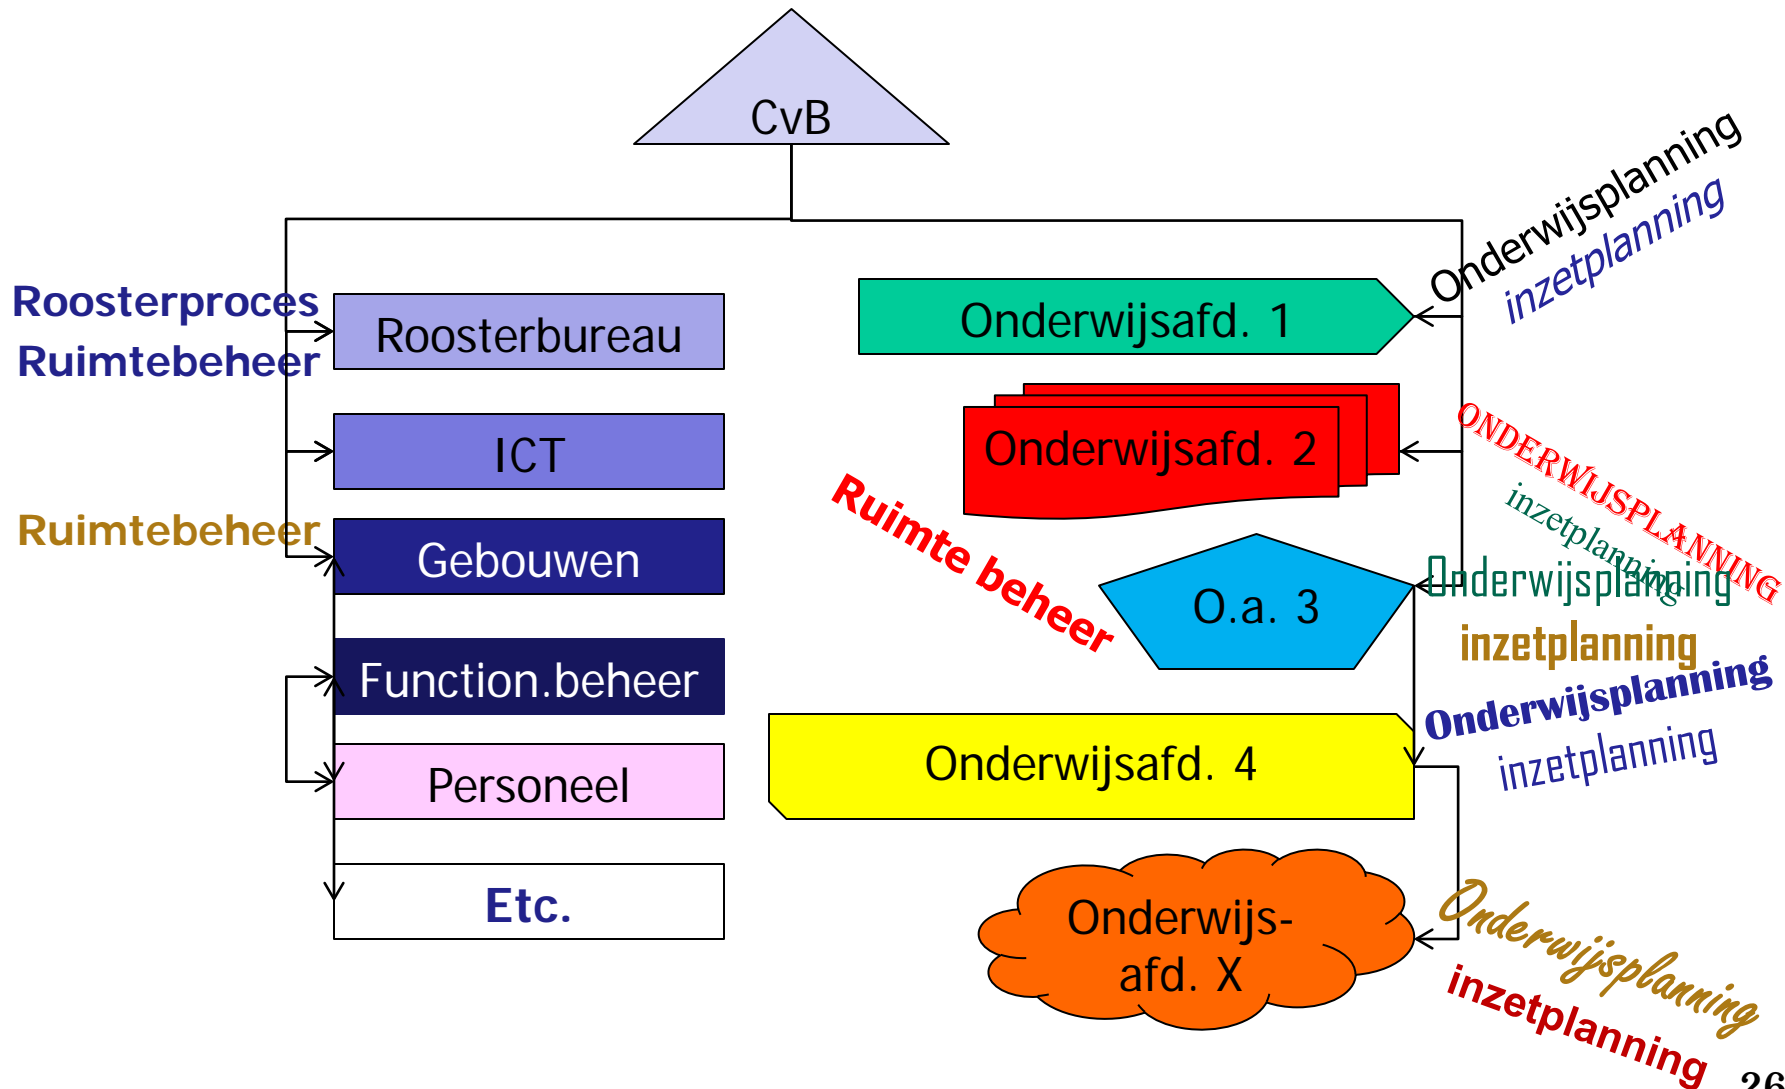 CvB
Roosterproces
Ruimtebeheer
Roosterbureau
ICT
Ruimtebeheer
Gebouwen
Function.beheer
Personeel
Etc.
Onderwijsafd. 1
Onderwijsplanning
inzetplanning
Onderwijsafd. 2
ONDERWIJSPLANNING
inzetplanning
Ruimte beheer
O.a. 3
Onderwijsplanning
inzetplanning
Onderwijsafd. 4
Onderwijsplanning
inzetplanning
Onderwijs-
afd. X
Onderwijsplanning
inzetplanning
26